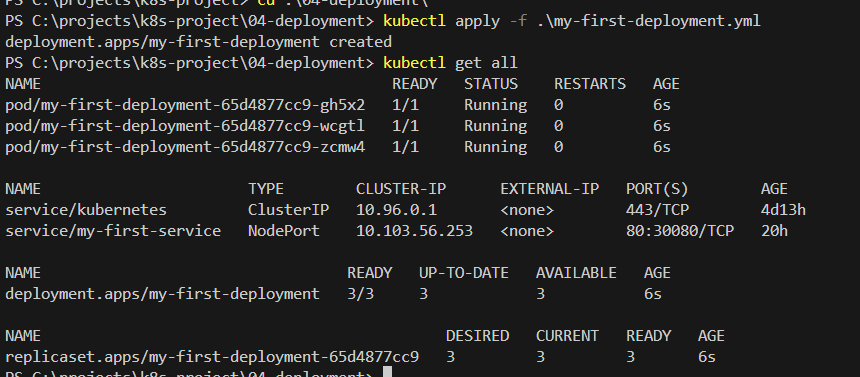 PS C:\projects\k8s-project> cd .\04-deployment\
PS C:\projects\k8s-project\04-deployment> kubectl apply -f .\my-first-deployment.yml
deployment.apps/my-first-deployment created
PS C:\projects\k8s-project\04-deployment> kubectl get all
NAME READY STATUS RESTARTS AGE
pod/my-first-deployment-65d4877cc9-gh5x2 1/1 Running 0 6s
pod/my-first-deployment-65d4877cc9-wcgtl 1/1 Running 0 6s
pod/my-first-deployment-65d4877cc9-zcmw4 1/1 Running 0 6s
NAME TYPE CLUSTER-IP EXTERNAL-IP PORT(S) AGE
service/kubernetes ClusterIP 10.96.0.1 <none> 443/TCP 4d13h
service/my-first-service NodePort 10.103.56.253 <none> 80:30080/TCP 20h
NAME READY UP-TO-DATE AVAILABLE AGE
deployment.apps/my-first-deployment 3/3 3 3 6s
NAME DESIRED CURRENT READY AGE
replicaset.apps/my-first-deployment-65d4877cc9 3 3 3 6s
PS C:\projects\k8s-project\04-deployment>